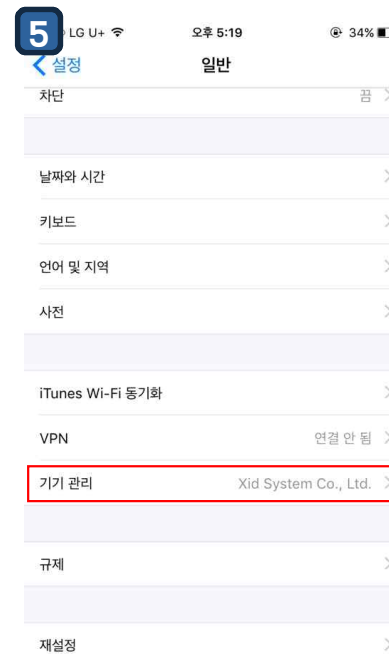 5 LG U+ 오후 5:19 34%
설정 일반
차단 끔
날짜와 시간
키보드
언어 및 지역
사전
iTunes Wi-Fi 동기화
VPN 연결 안 됨
기기 관리 Xid System Co., Ltd.
규제
재설정